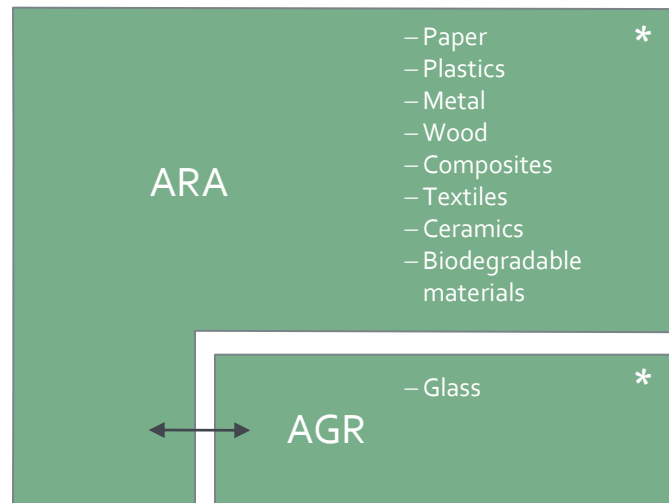 – Paper *
– Plastics
– Metal
– Wood
– Composites
ARA
– Textiles
– Ceramics
– Biodegradable
materials
– Glass *
AGR